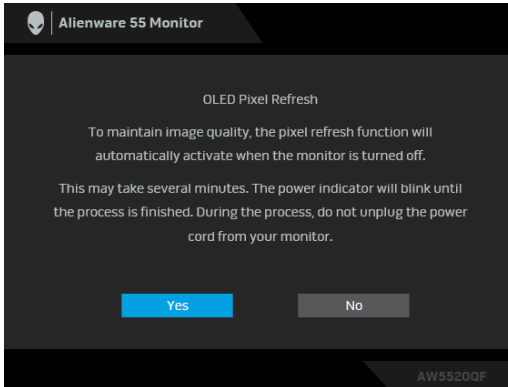 Alienware 55 Monitor
OLED Pixel Refresh
To maintain image quality, the pixel refresh function will
automatically activate when the monitor is turned off.
This may take several minutes. The power indicator will blink until
the process is finished. During the process, do not unplug the power
cord from your monitor.
Yes No
AW5520QF